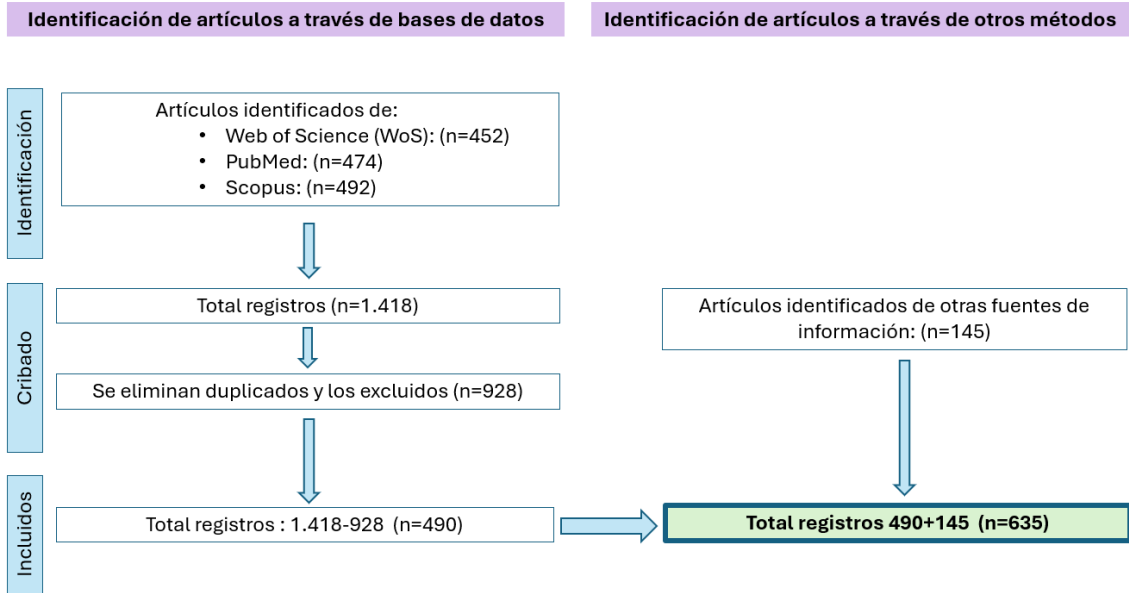 Identificación de artículos a través de bases de datos
Identificación de artículos a través de otros métodos
Identificación
Artículos identificados de:
• Web of Science (WoS): (n=452)
• PubMed: (n=474)
• Scopus: (n=492)
Cribado
Total registros (n=1.418)
Artículos identificados de otras fuentes de
información: (n=145)
Se eliminan duplicados y los excluidos (n=928)
Incluidos
Total registros : 1.418-928 (n=490)
Total registros 490+145 (n=635)